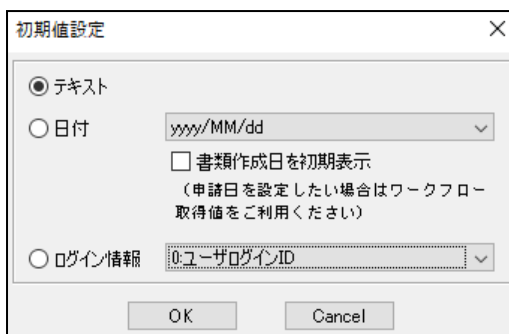 初期値設定
テキスト
日付 yyyy/MM/dd
書類作成日を初期表示
（申請日を設定したい場合はワークフロー
取得値をご利用ください）
ログイン情報 0:ユーザログインID
OK Cancel